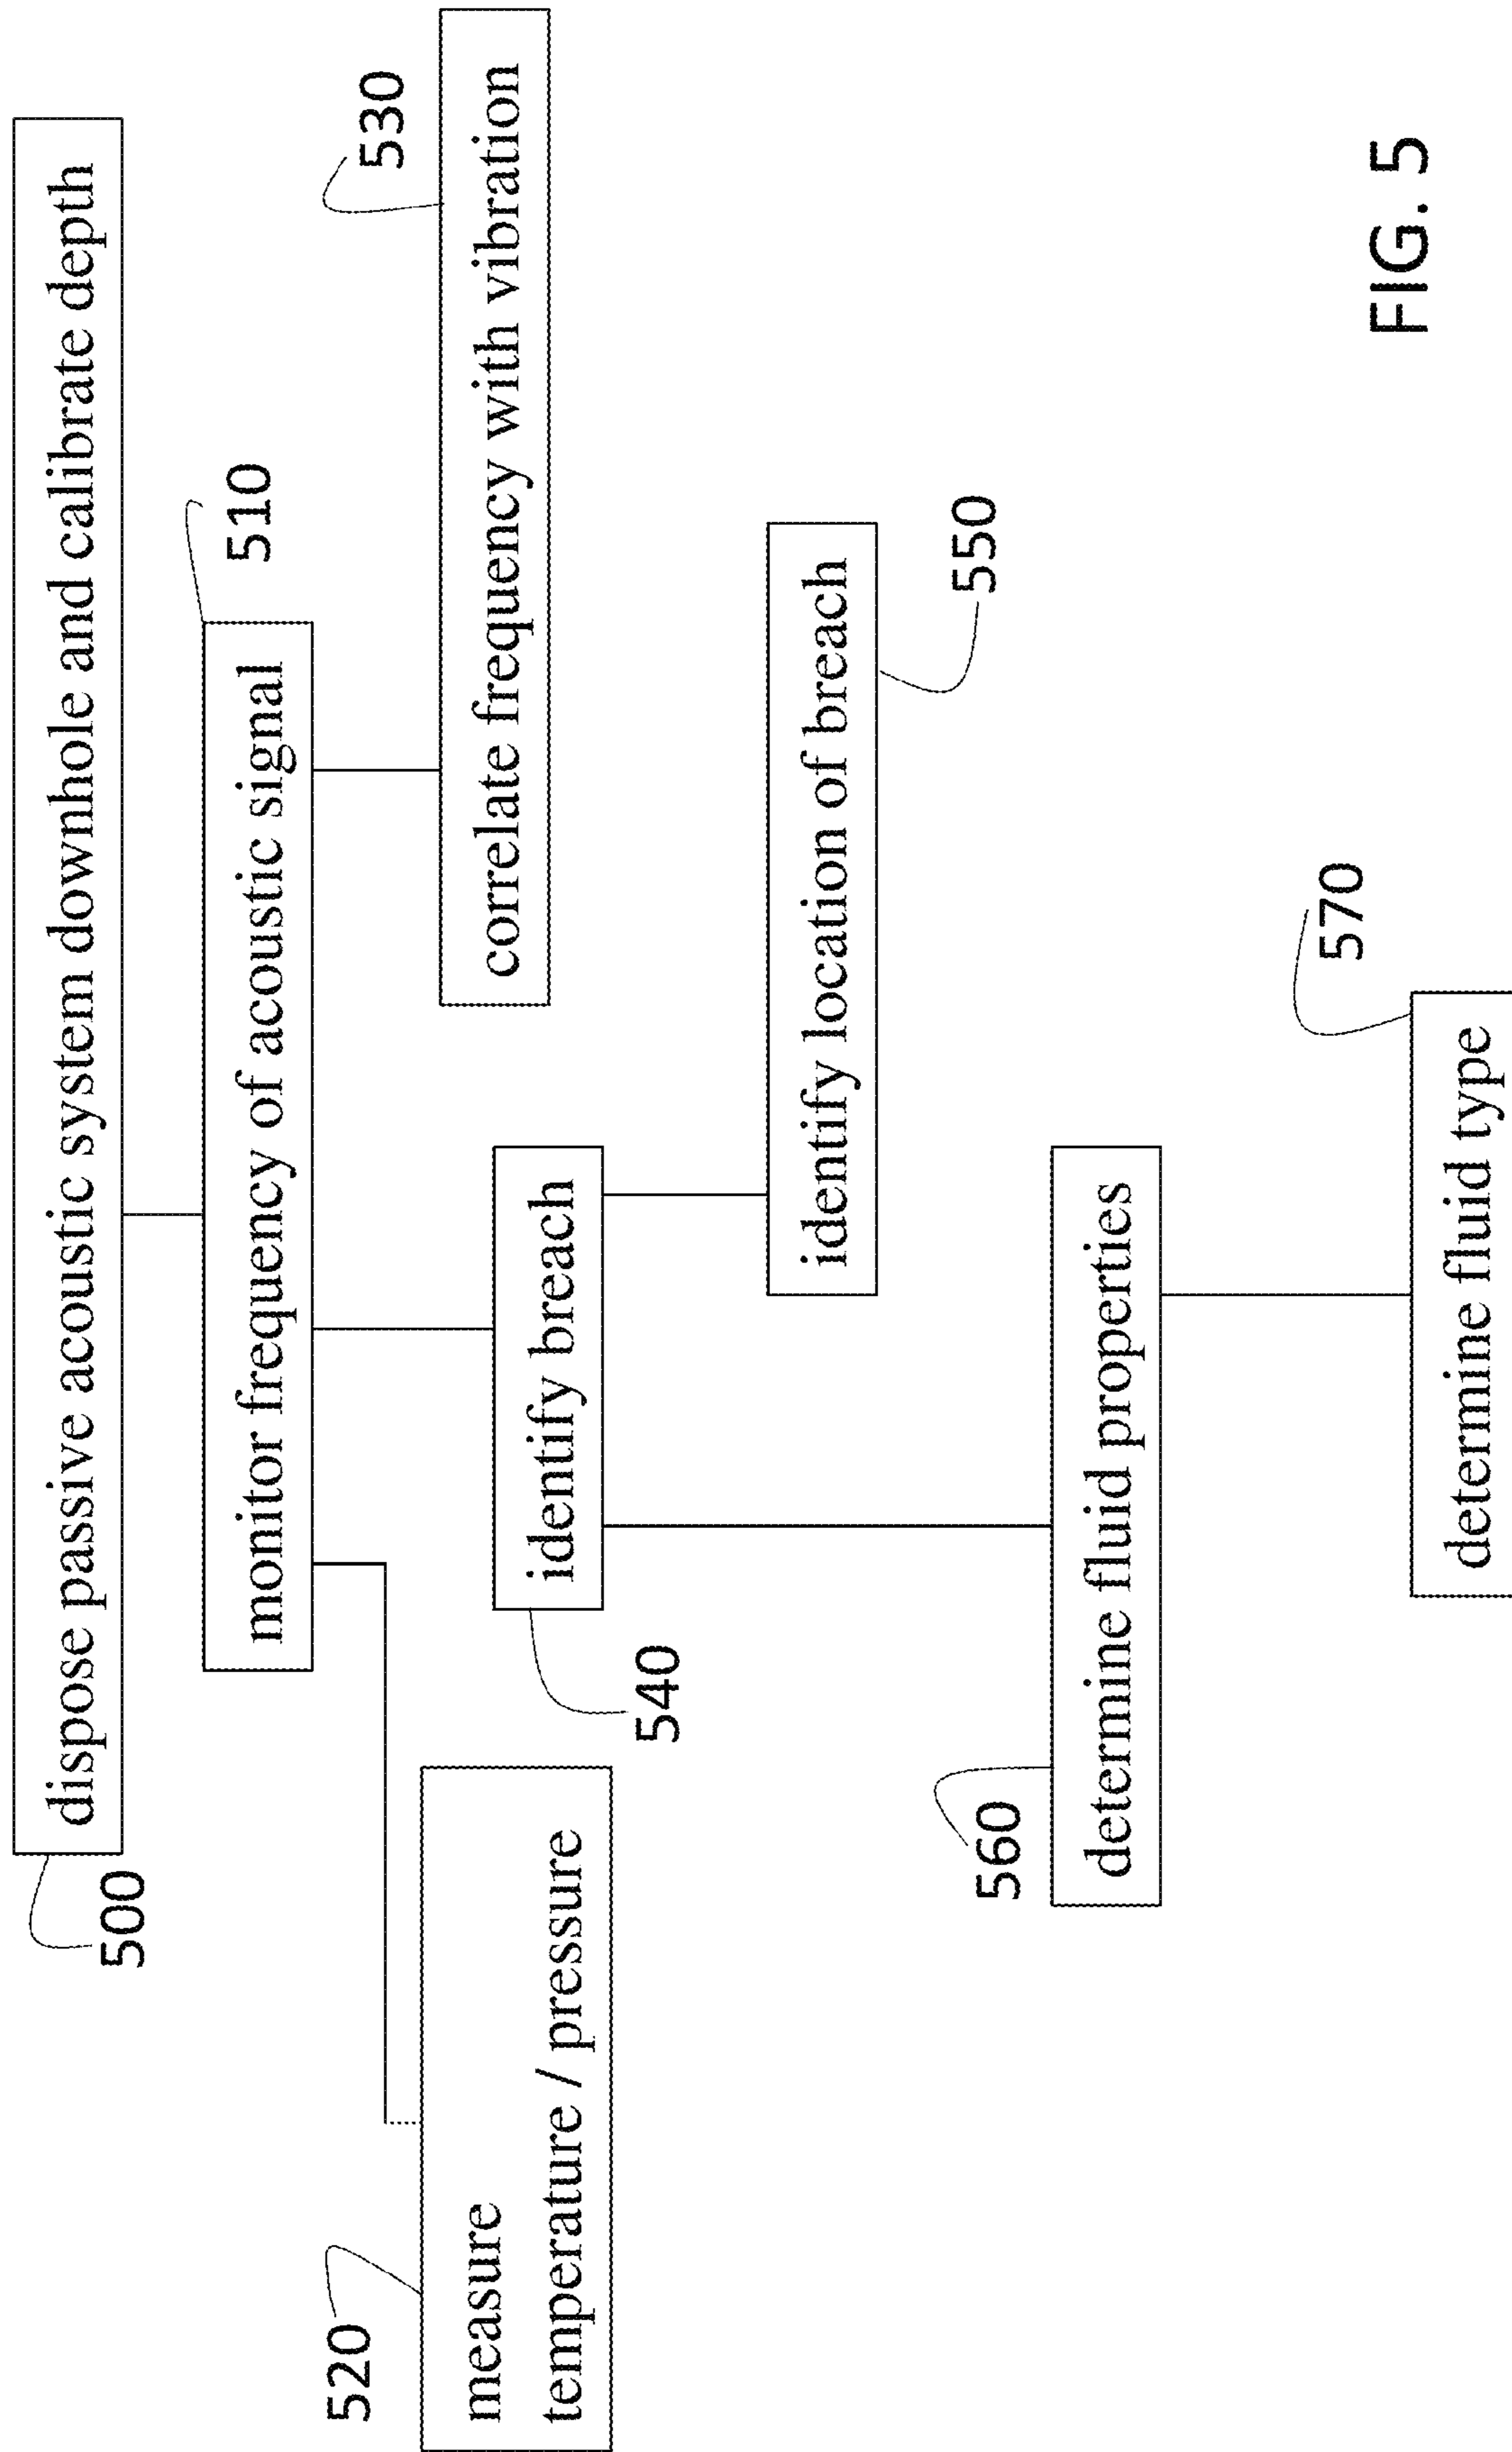 500
dispose passive acoustic system downhole and calibrate depth
510
monitor frequency of acoustic signal
520
measure
temperature / pressure
530
correlate frequency with vibration
540
identify breach
550
identify location of breach
560
determine fluid properties
570
determine fluid type
FIG. 5